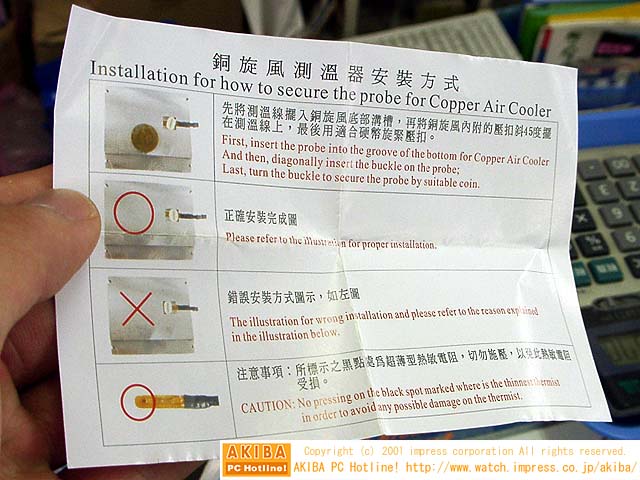 銅旋風測溫器安裝方式
Installation for how to secure the probe for Copper Air Cooler
先將測溫線擺入銅旋風底部溝槽，再將銅旋風內附的壓扣斜45度擺
在測溫線上，最後用適合硬幣旋緊壓扣。
First, insert the probe into the groove of the bottom for Copper Air Cooler
And then, diagonally insert the buckle on the probe;
Last, turn the buckle to secure the probe by suitable coin.
正確安裝完成圖
Please refer to the illustration for proper installation.
錯誤安裝方式圖示，如左圖
The illustration for wrong installation and please refer to the reason explained
in the illustration below.
注意事項：所標示之黑點處為超薄型熱敏電阻，切勿施壓，以免此熱敏電阻
受損。
CAUTION: No pressing on the black spot marked where is the thinnest thermist
in order to avoid any possible damage on the thermist.
AKIBA
PC Hotline!
Copyright (c) 2001 impress corporation All rights reserved.
AKIBA PC Hotline! http://www.watch.impress.co.jp/akiba/